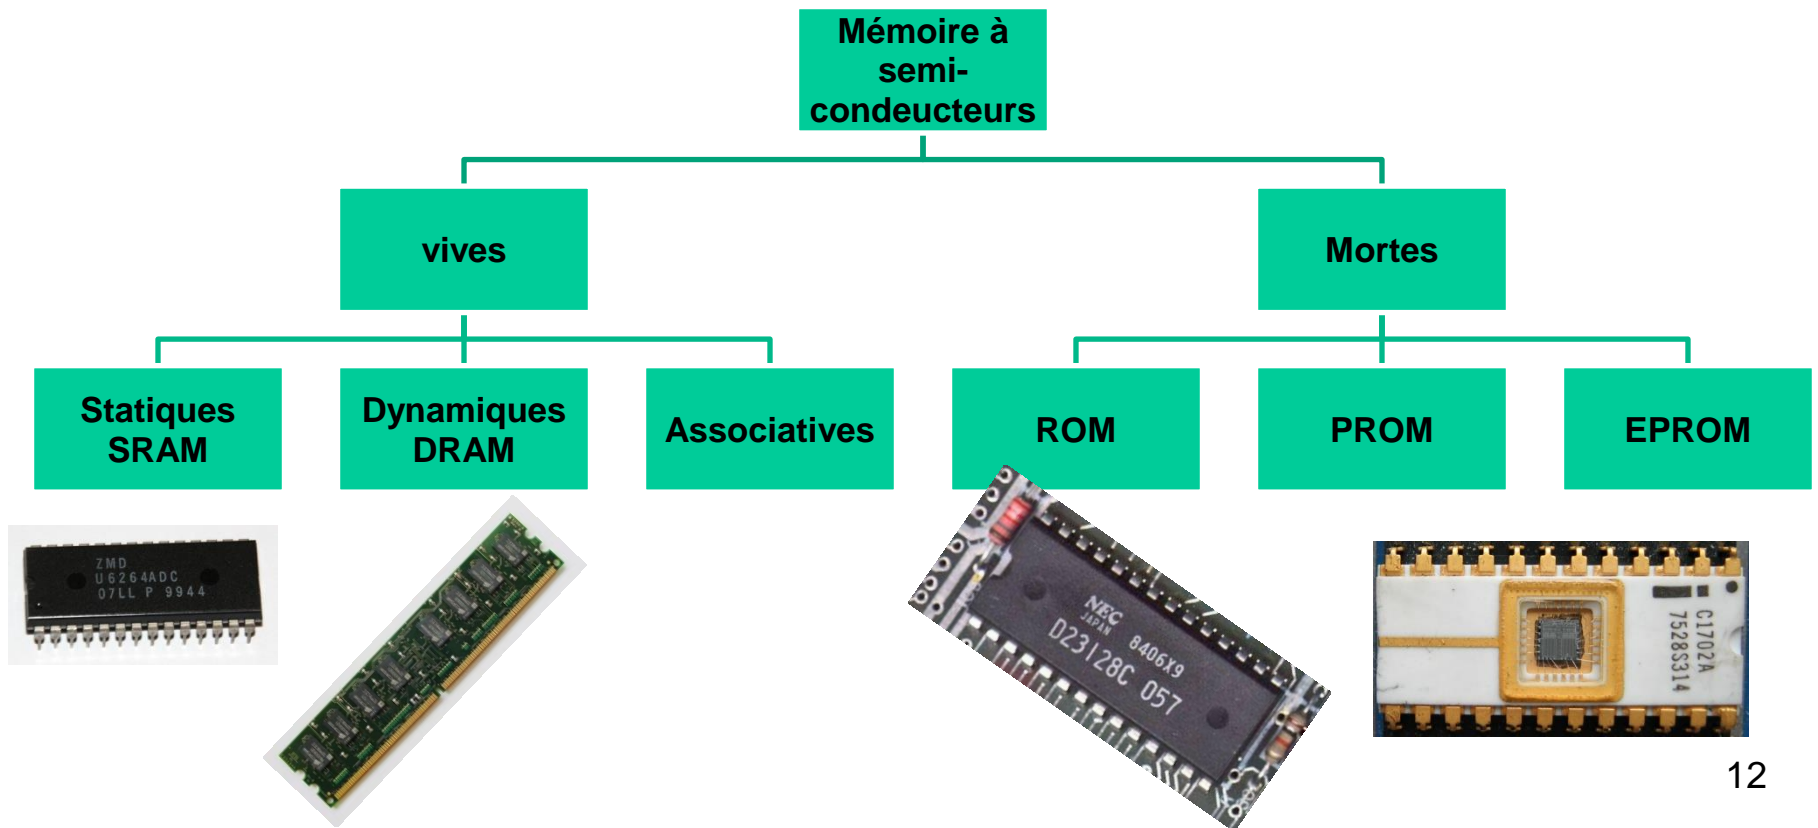 Mémoire à
semi-
condeucteurs
vives
Mortes
Statiques
SRAM
Dynamiques
DRAM
Associatives
ROM
PROM
EPROM
ZMD
U6264ADC
07LL P 9944
NEC
JAPAN 8406X9
D23128C 057
C1702A
7528S314
12